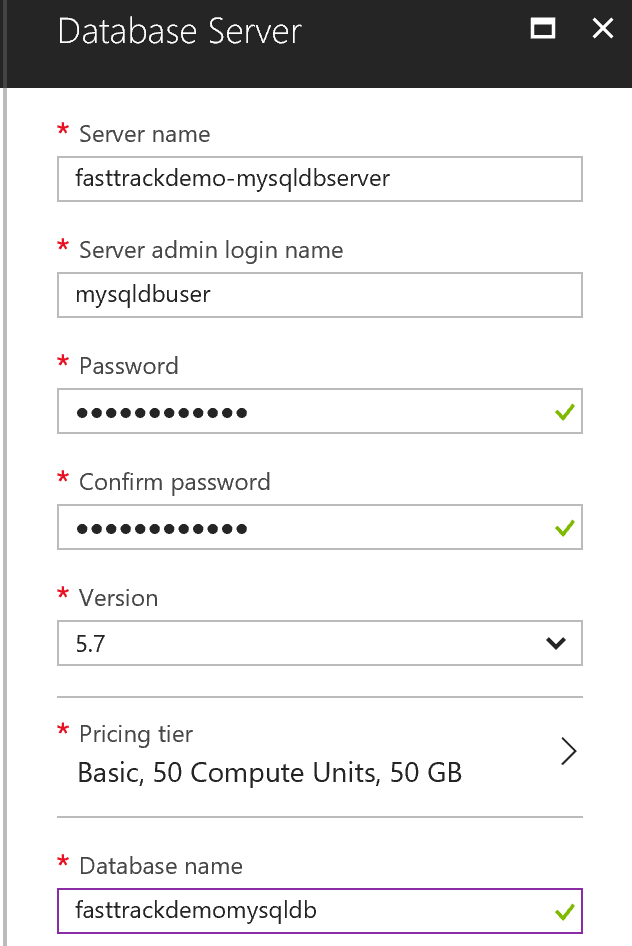 Database Server
* Server name
fasttrackdemo-mysqldbserver
* Server admin login name
mysqldbuser
* Password
●●●●●●●●●●●●
* Confirm password
●●●●●●●●●●●●
* Version
5.7
* Pricing tier
Basic, 50 Compute Units, 50 GB
* Database name
fasttrackdemomysqldb